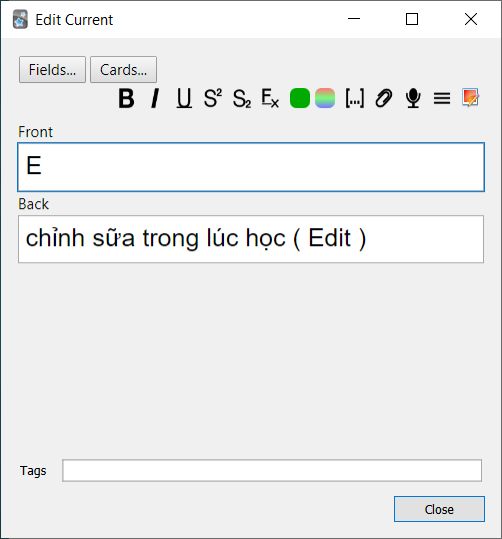 Edit Current
Fields... Cards...
B I U S² S₂ Ex [...]
Front
E
Back
chỉnh sữa trong lúc học ( Edit )
Tags
Close